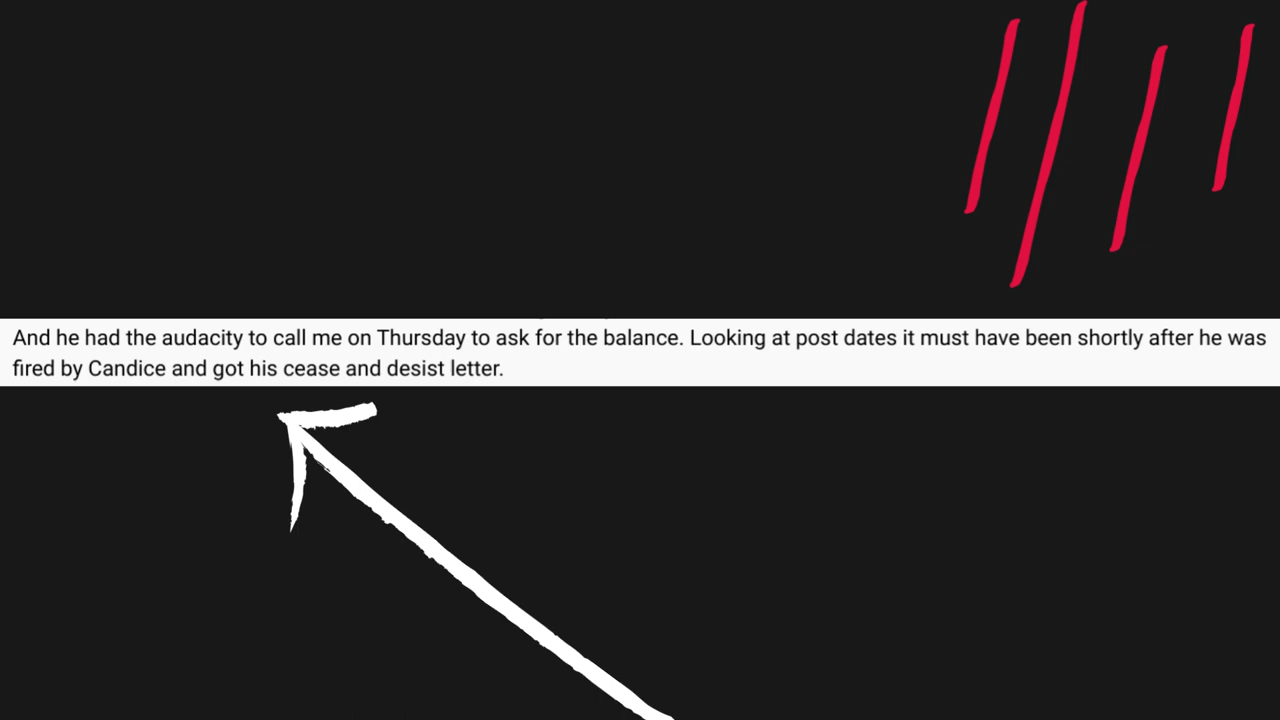 And he had the audacity to call me on Thursday to ask for the balance. Looking at post dates it must have been shortly after he was
fired by Candice and got his cease and desist letter.